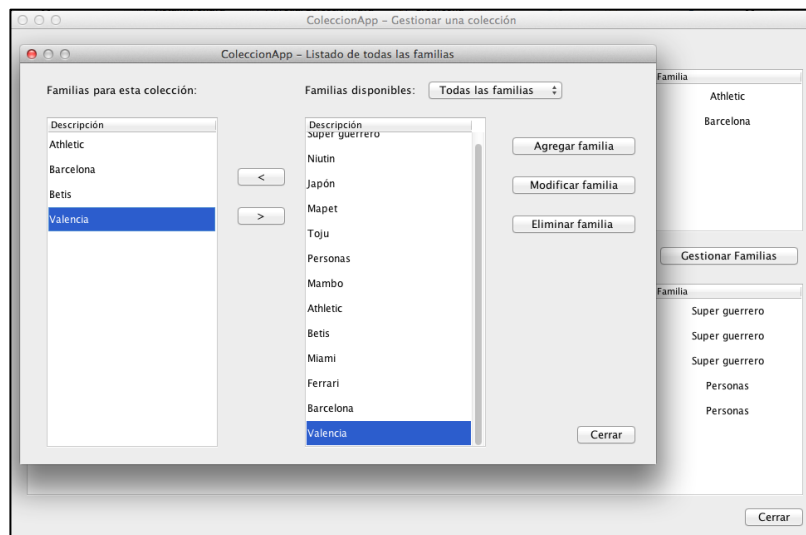 ColeccionApp – Gestionar una colección
ColeccionApp – Listado de todas las familias
Familias para esta colección:
Familias disponibles: Todas las familias
Descripción
Athletic
Barcelona
Betis
Valencia
<
>
Descripción
Super guerrero
Niutin
Japón
Mapet
Toju
Personas
Mambo
Athletic
Betis
Miami
Ferrari
Barcelona
Valencia
Agregar familia
Modificar familia
Eliminar familia
Cerrar
Familia
Athletic
Barcelona
Gestionar Familias
Familia
Super guerrero
Super guerrero
Super guerrero
Personas
Personas
Cerrar